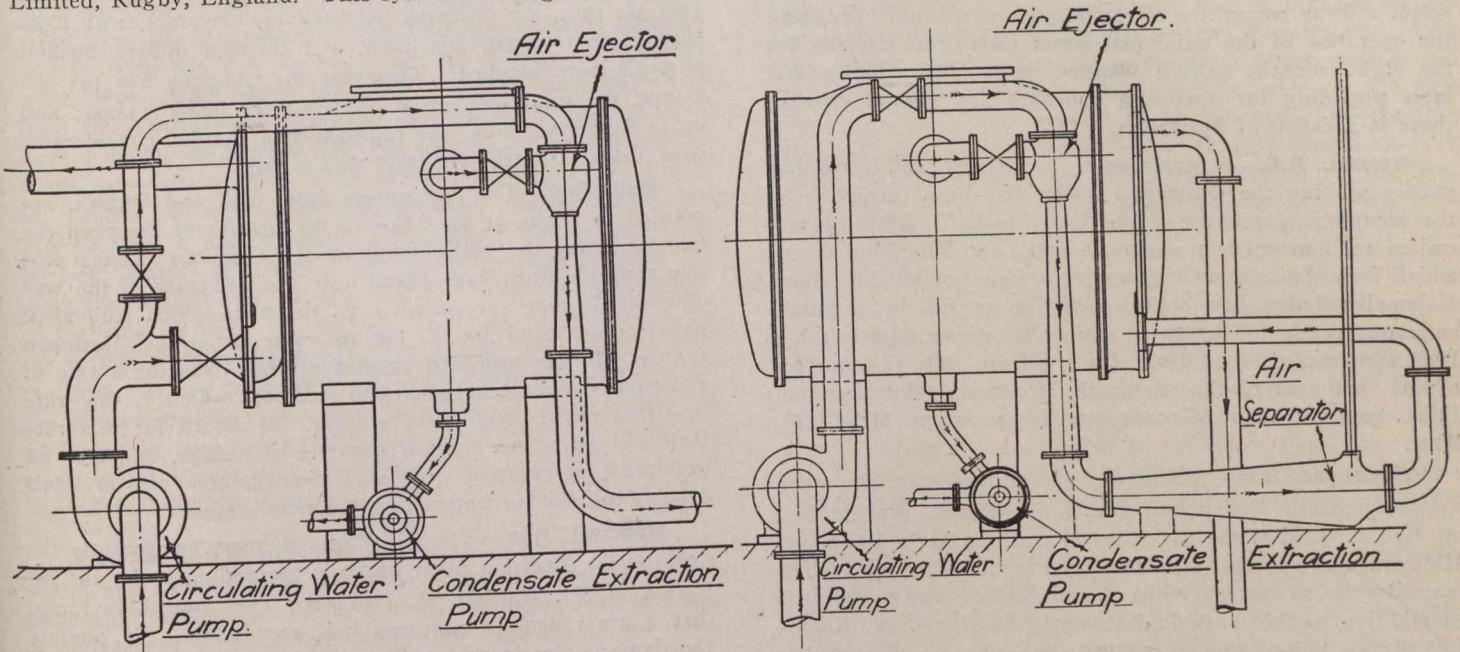 Limited, Rugby, England.
Air Ejector
Circulating Water
Pump.
Condensate Extraction
Pump
Air Ejector.
Air
Separator
Circulating Water
Pump
Condensate Extraction
Pump